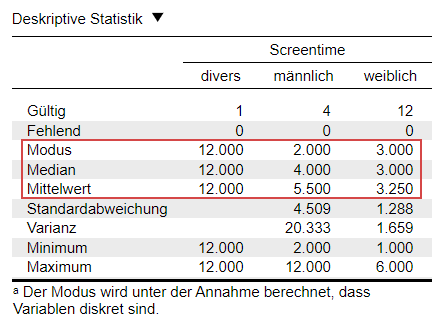 Deskriptive Statistik ▼
Screentime
divers männlich weiblich
Gültig 1 4 12
Fehlend 0 0 0
Modus 12.000 2.000 3.000
Median 12.000 4.000 3.000
Mittelwert 12.000 5.500 3.250
Standardabweichung 4.509 1.288
Varianz 20.333 1.659
Minimum 12.000 2.000 1.000
Maximum 12.000 12.000 6.000
ª Der Modus wird unter der Annahme berechnet, dass
Variablen diskret sind.